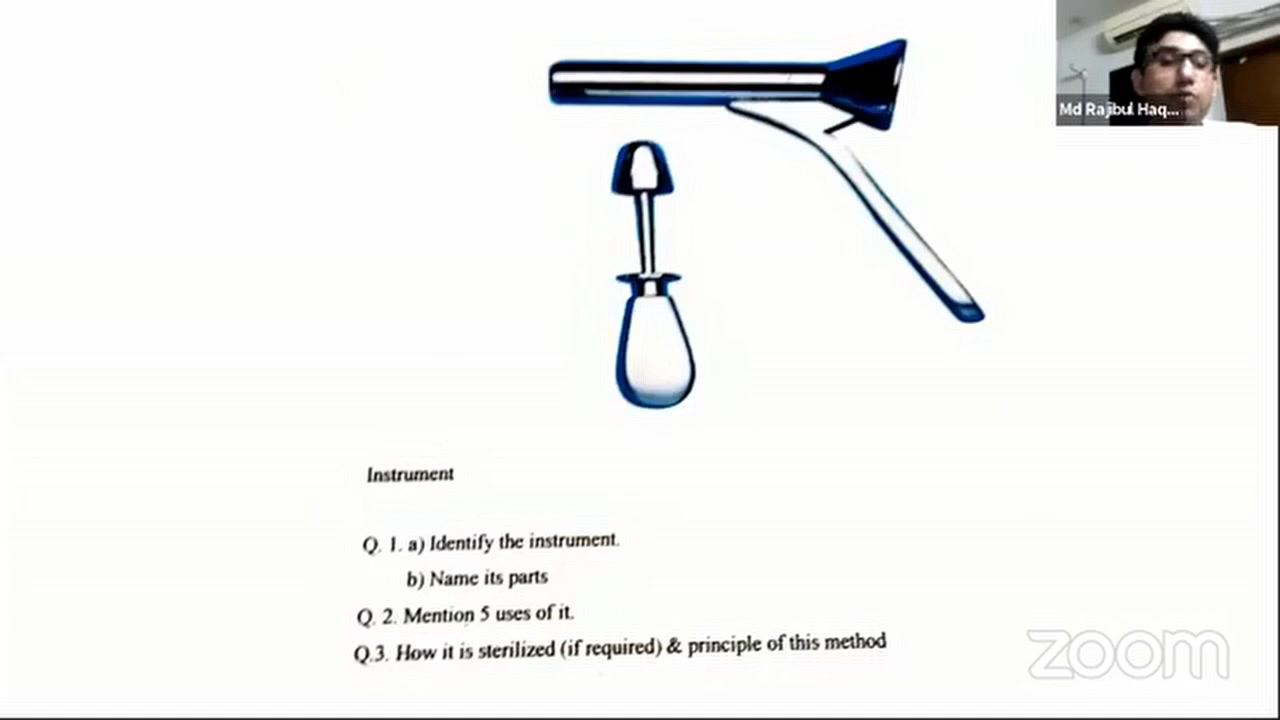 Md Rajibul Haq...
Instrument
Q. 1. a) Identify the instrument.
b) Name its parts
Q. 2. Mention 5 uses of it.
Q.3. How it is sterilized (if required) & principle of this method
zoom